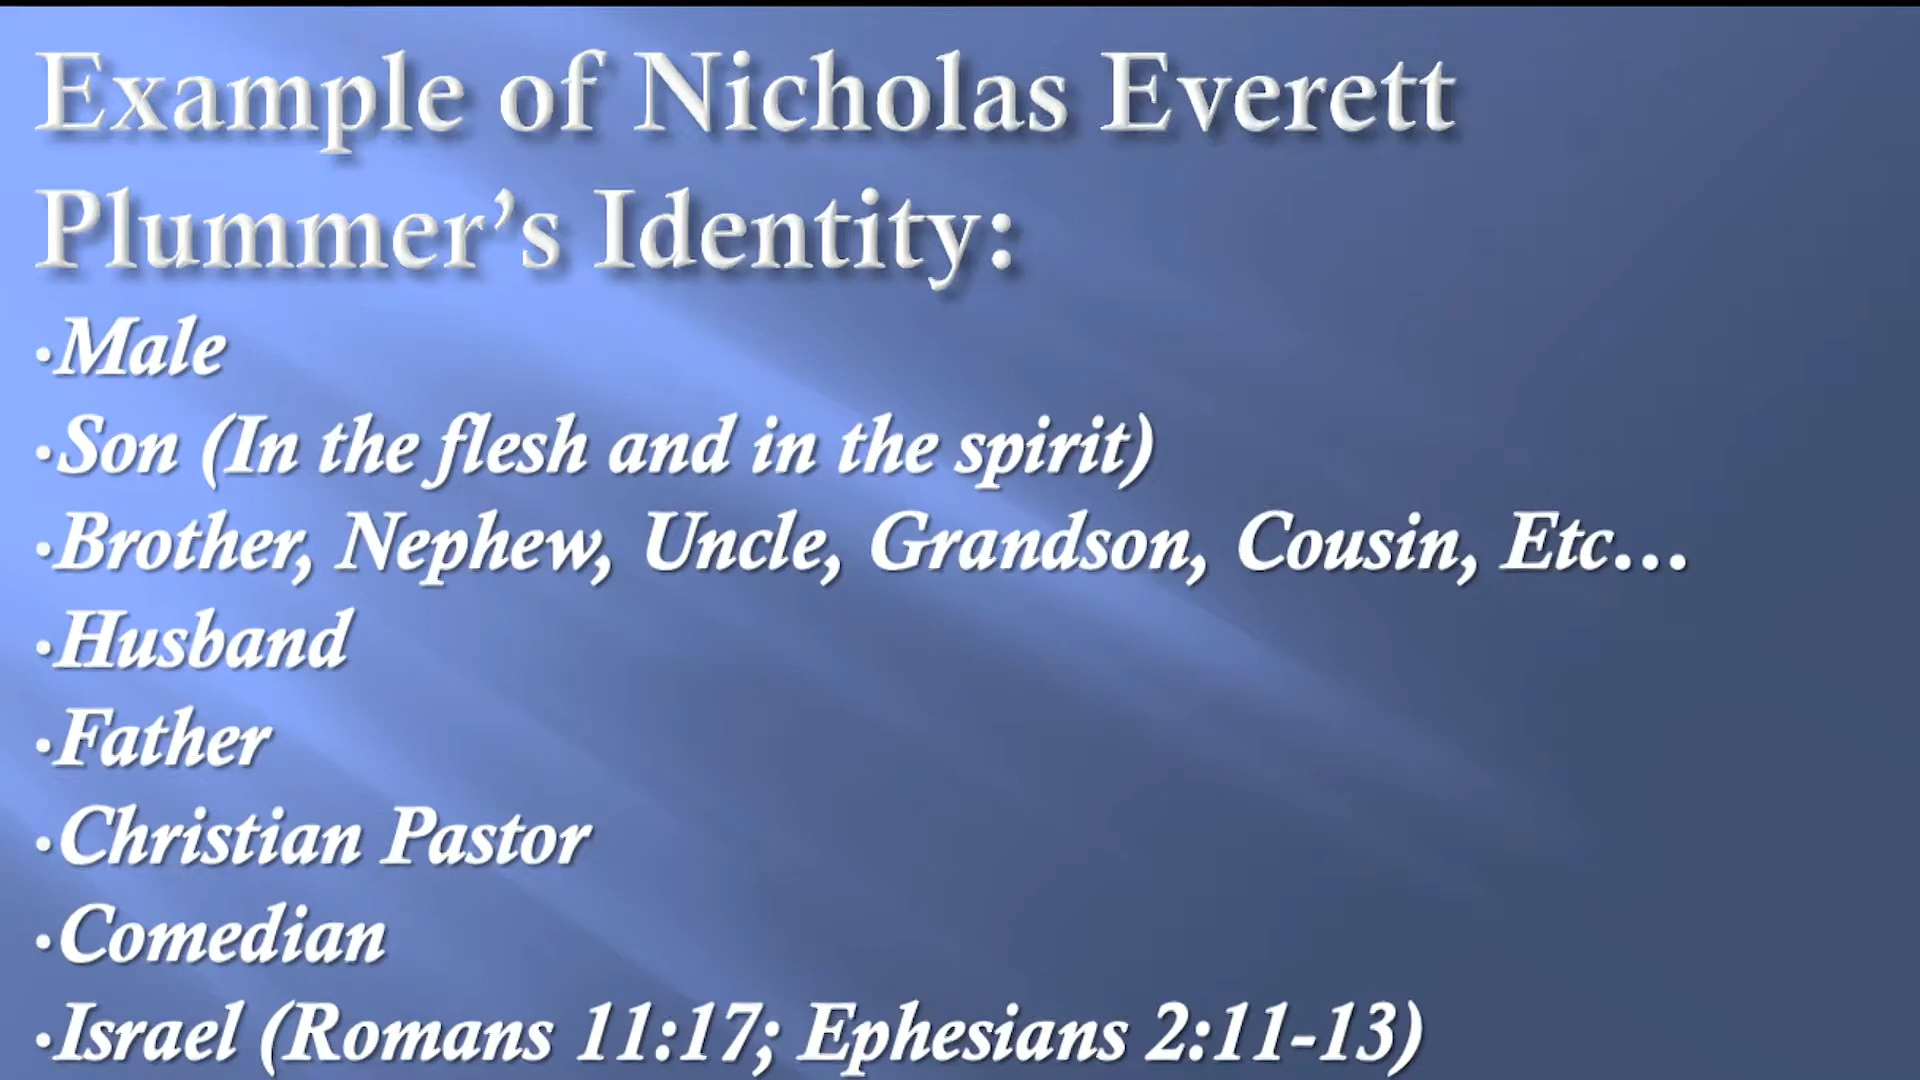 Example of Nicholas Everett
Plummer’s Identity:
•Male
•Son (In the flesh and in the spirit)
•Brother, Nephew, Uncle, Grandson, Cousin, Etc…
•Husband
•Father
•Christian Pastor
•Comedian
•Israel (Romans 11:17; Ephesians 2:11-13)